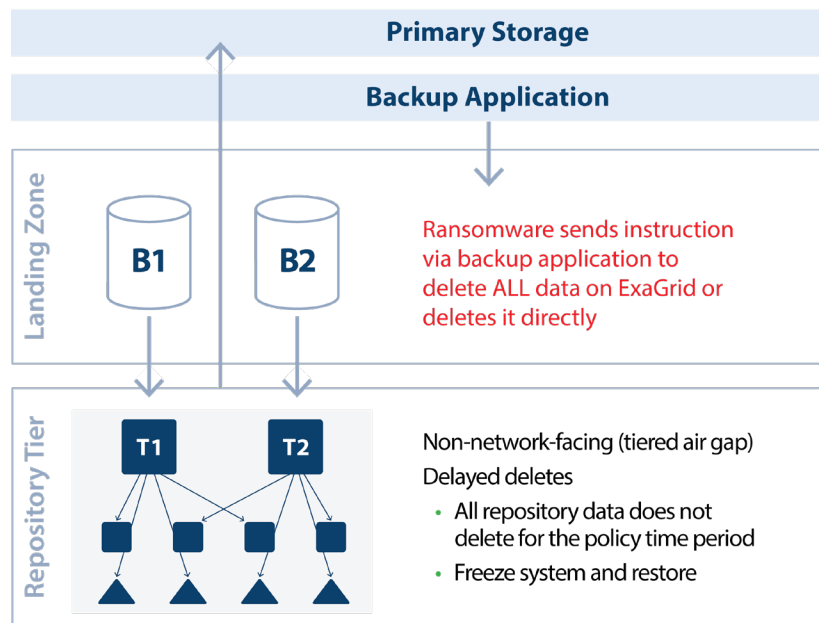 Primary Storage
Backup Application
Landing Zone
B1
B2
Ransomware sends instruction
via backup application to
delete ALL data on ExaGrid or
deletes it directly
Repository Tier
T1
T2
Non-network-facing (tiered air gap)
Delayed deletes
• All repository data does not
delete for the policy time period
• Freeze system and restore